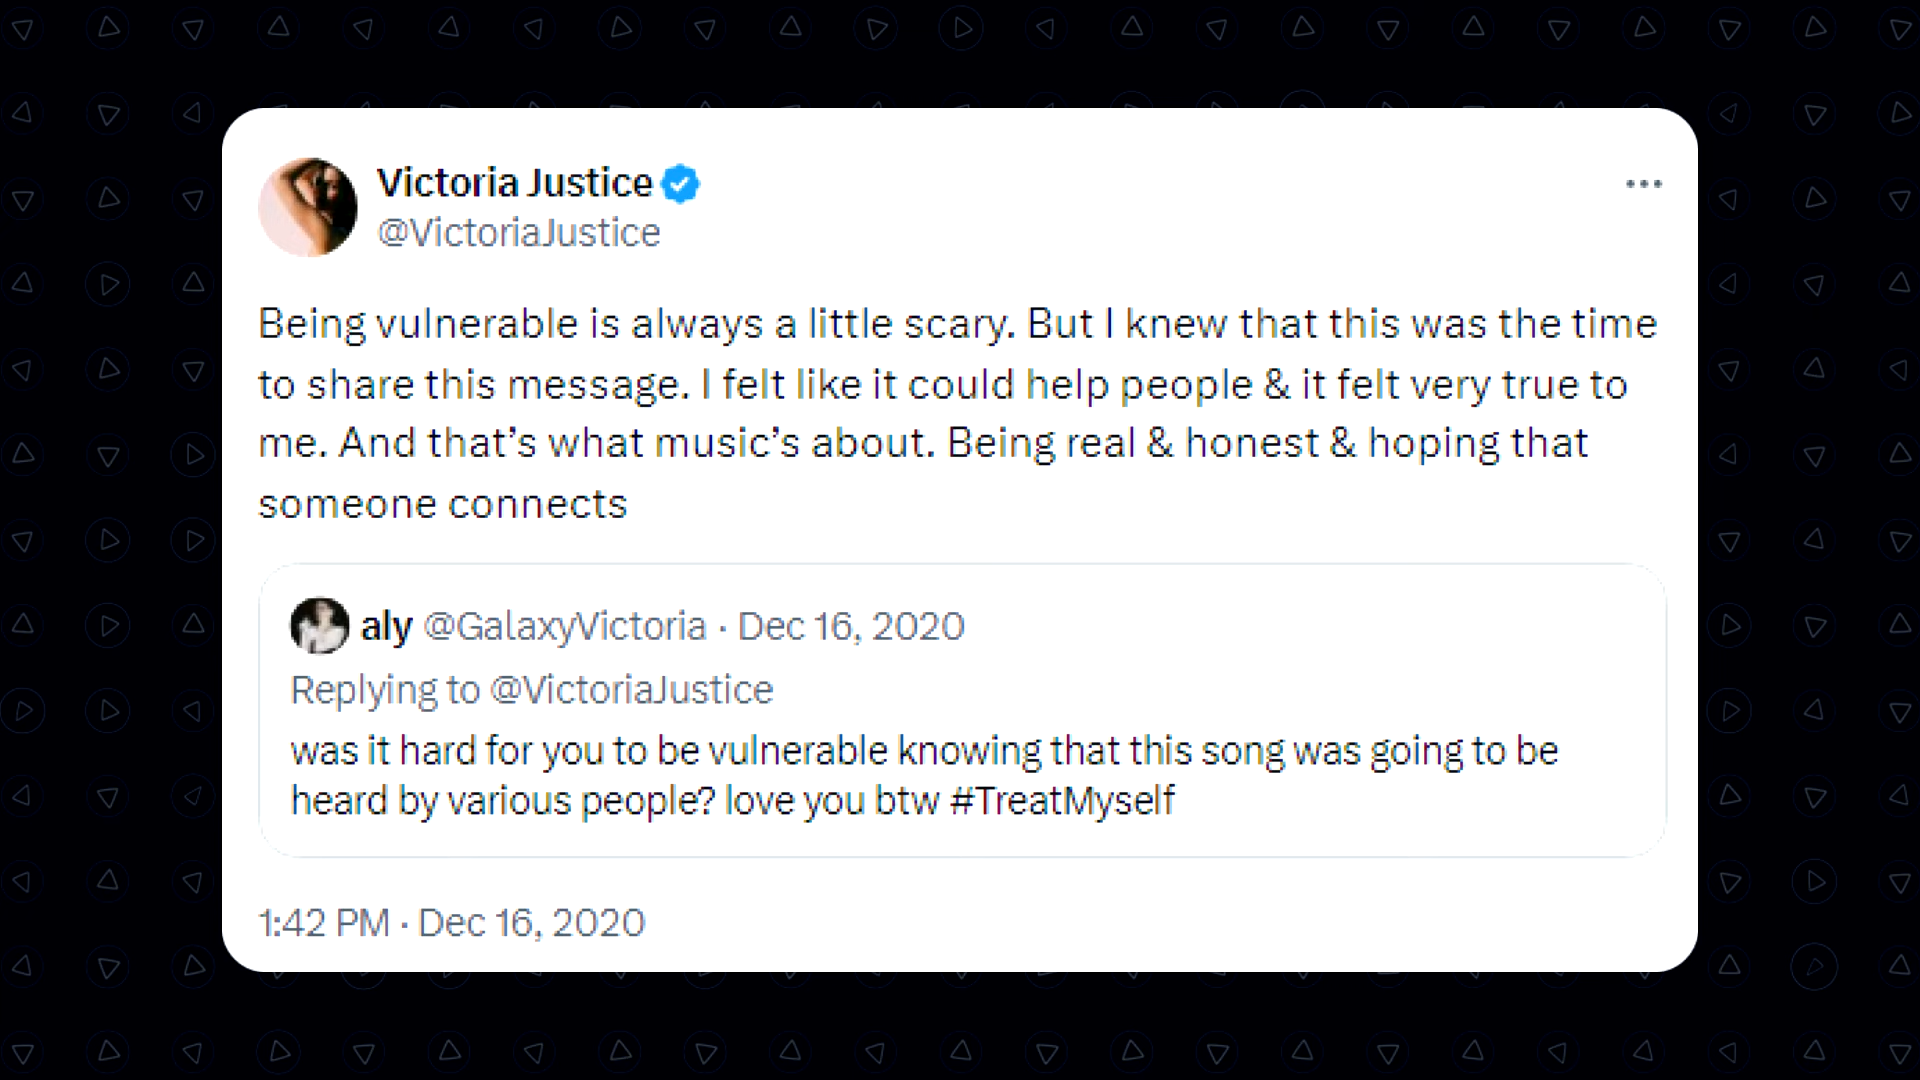 Victoria Justice
@VictoriaJustice
Being vulnerable is always a little scary. But I knew that this was the time
to share this message. I felt like it could help people & it felt very true to
me. And that’s what music’s about. Being real & honest & hoping that
someone connects
aly @GalaxyVictoria · Dec 16, 2020
Replying to @VictoriaJustice
was it hard for you to be vulnerable knowing that this song was going to be
heard by various people? love you btw #TreatMyself
1:42 PM · Dec 16, 2020